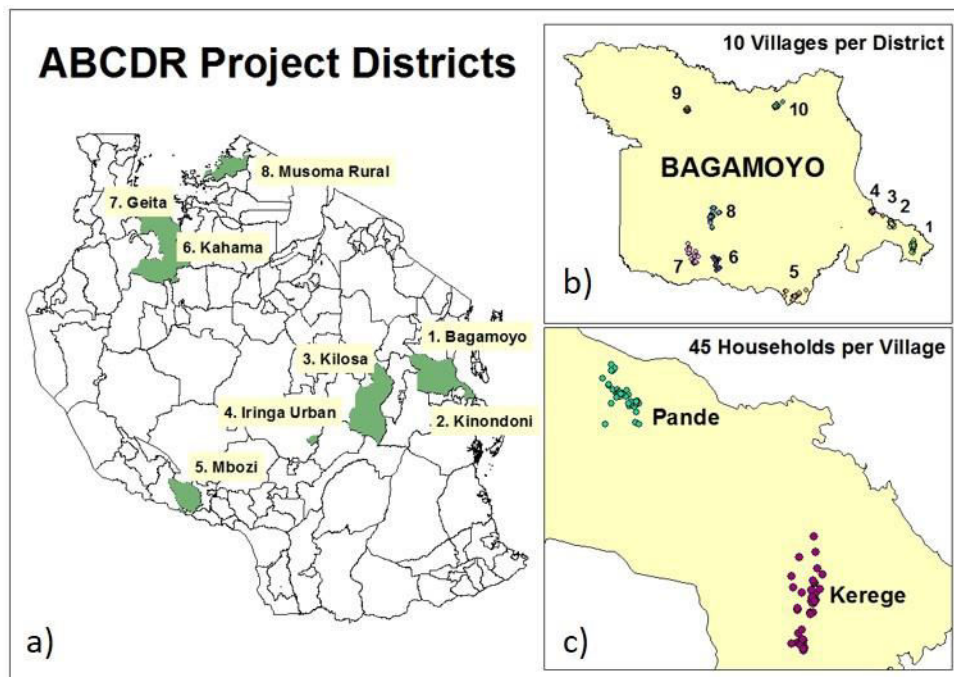 ABCDR Project Districts
8. Musoma Rural
7. Geita
6. Kahama
1. Bagamoyo
3. Kilosa
4. Iringa Urban
2. Kinondoni
5. Mbozi
a)
10 Villages per District
9
10
BAGAMOYO
4
3
2
1
8
7
6
5
b)
45 Households per Village
Pande
Kerege
c)